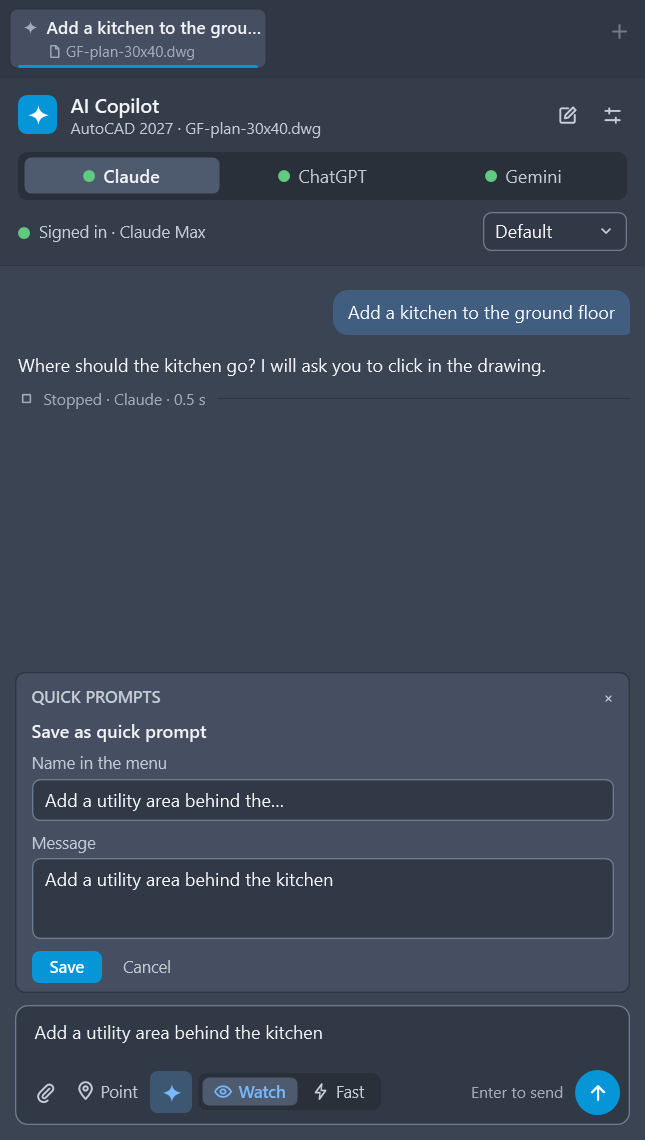 Add a kitchen to the grou...
GF-plan-30x40.dwg
AI Copilot
AutoCAD 2027 · GF-plan-30x40.dwg
Claude
ChatGPT
Gemini
Signed in · Claude Max
Default
Add a kitchen to the ground floor
Where should the kitchen go? I will ask you to click in the drawing.
Stopped · Claude · 0.5 s
QUICK PROMPTS
Save as quick prompt
Name in the menu
Add a utility area behind the...
Message
Add a utility area behind the kitchen
Save
Cancel
Add a utility area behind the kitchen
Point
Watch
Fast
Enter to send